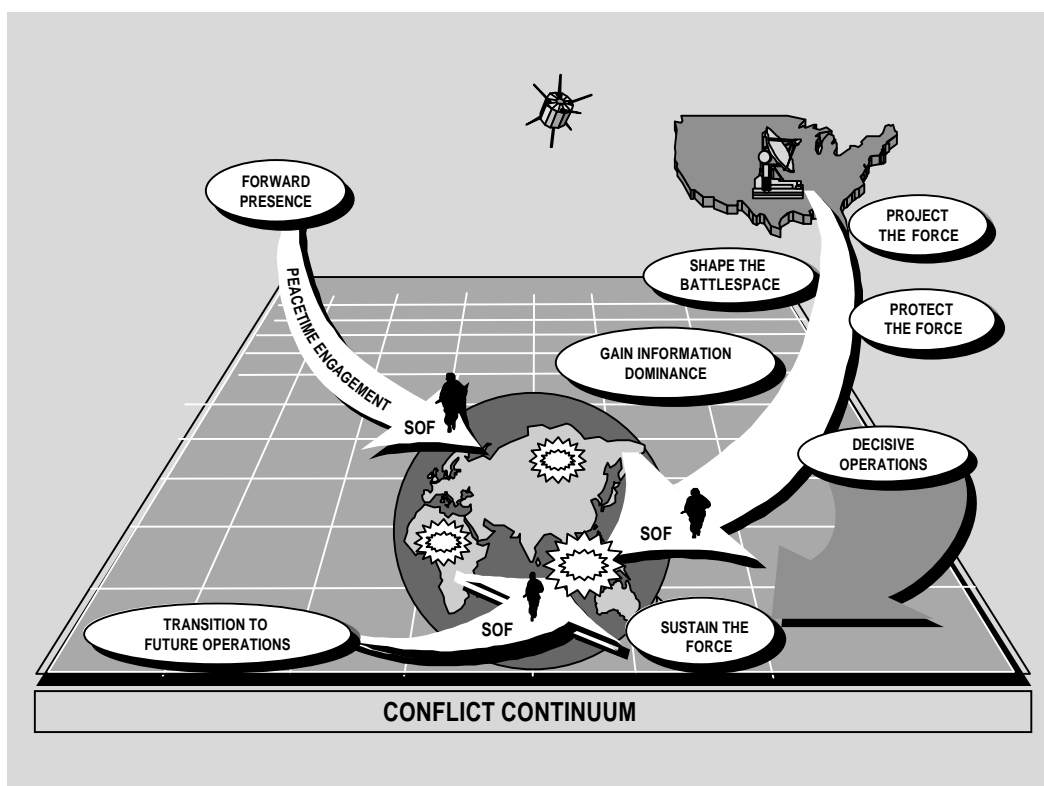 FORWARD
PRESENCE
PROJECT
THE FORCE
SHAPE THE
BATTLESPACE
PEACETIME ENGAGEMENT
PROTECT
THE FORCE
GAIN INFORMATION
DOMINANCE
SOF
DECISIVE
OPERATIONS
SOF
TRANSITION TO
FUTURE OPERATIONS
SOF
SUSTAIN THE
FORCE
CONFLICT CONTINUUM